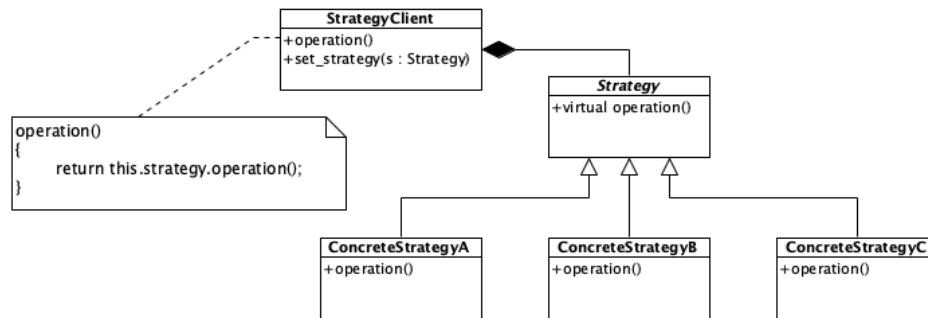 StrategyClient
+operation()
+set_strategy(s : Strategy)
Strategy
+virtual operation()
operation()
{
return this.strategy.operation();
}
ConcreteStrategyA
+operation()
ConcreteStrategyB
+operation()
ConcreteStrategyC
+operation()